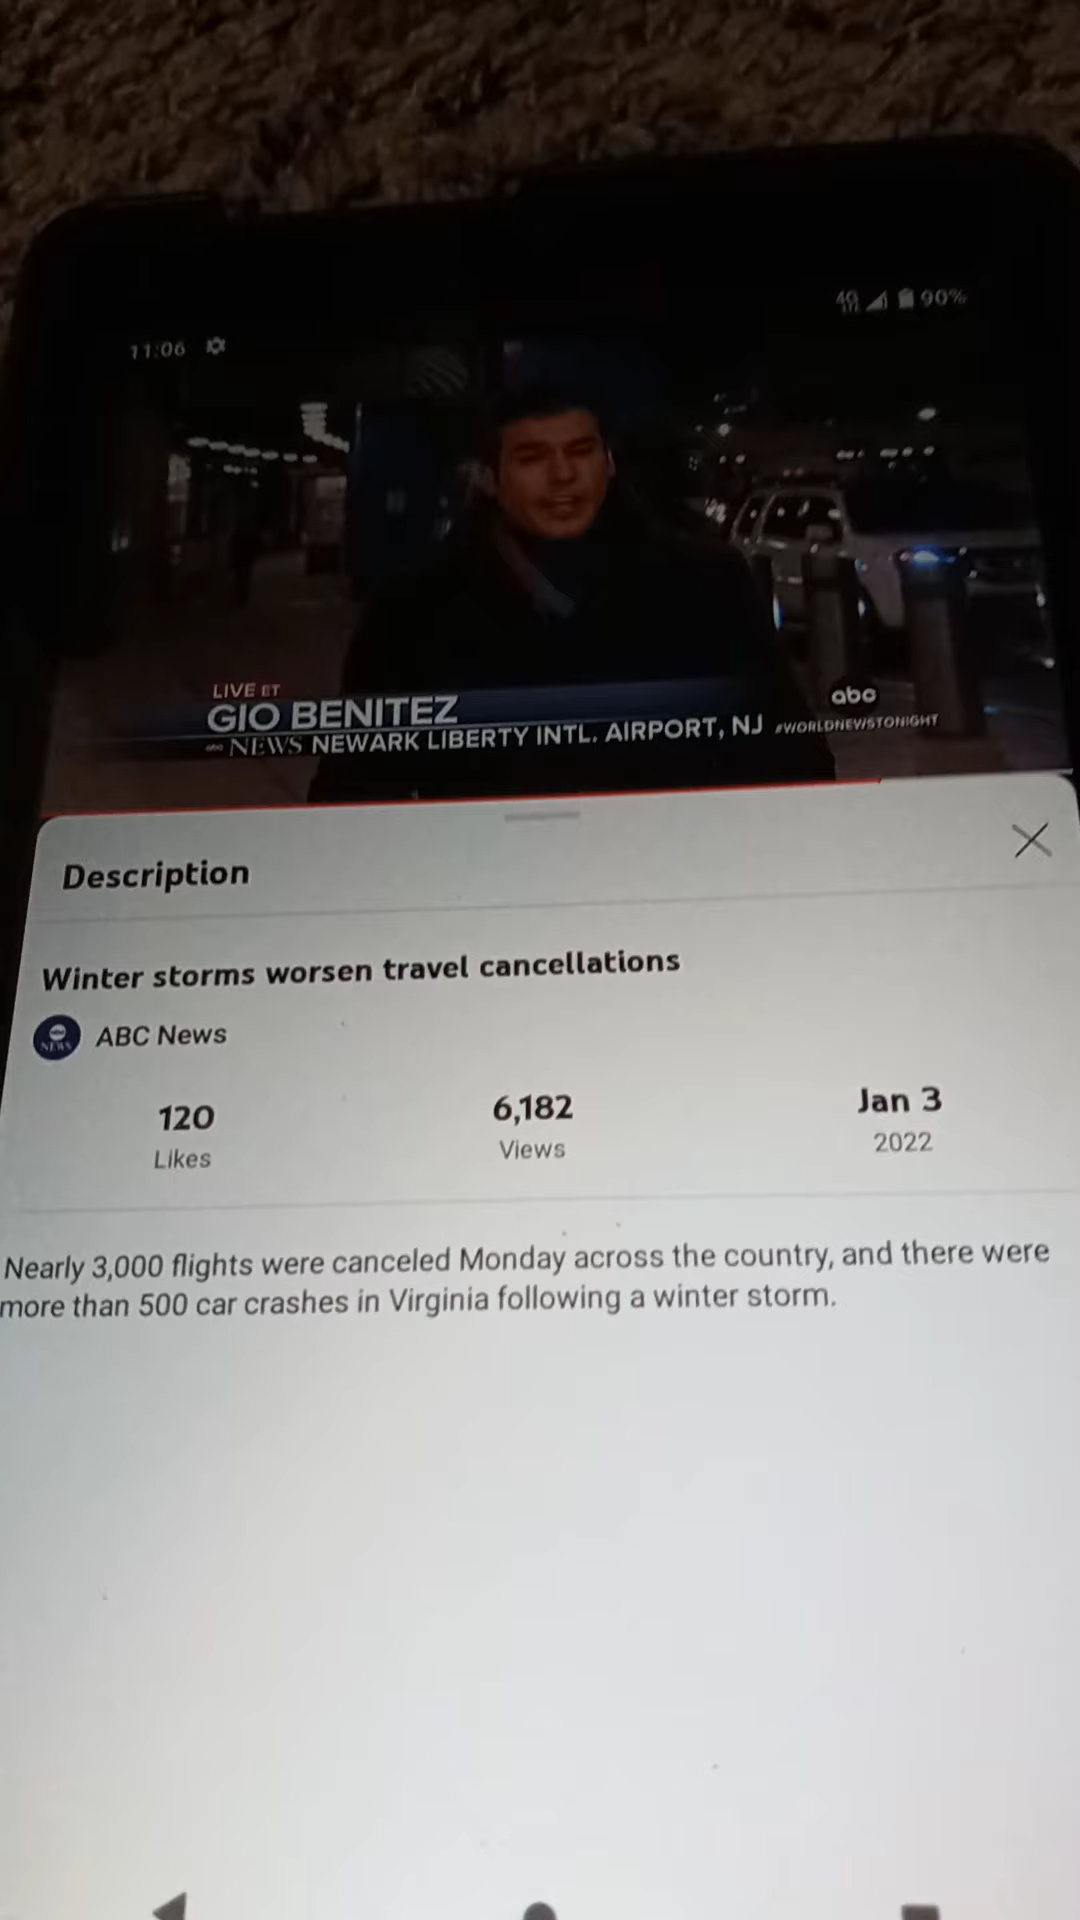 4G 90%
11:06
LIVE ET
GIO BENITEZ
abc
NEWS NEWARK LIBERTY INTL. AIRPORT, NJ #WORLDNEWSTONIGHT
Description
Winter storms worsen travel cancellations
NEWS ABC News
120 6,182 Jan 3
Likes Views 2022
Nearly 3,000 flights were canceled Monday across the country, and there were
more than 500 car crashes in Virginia following a winter storm.